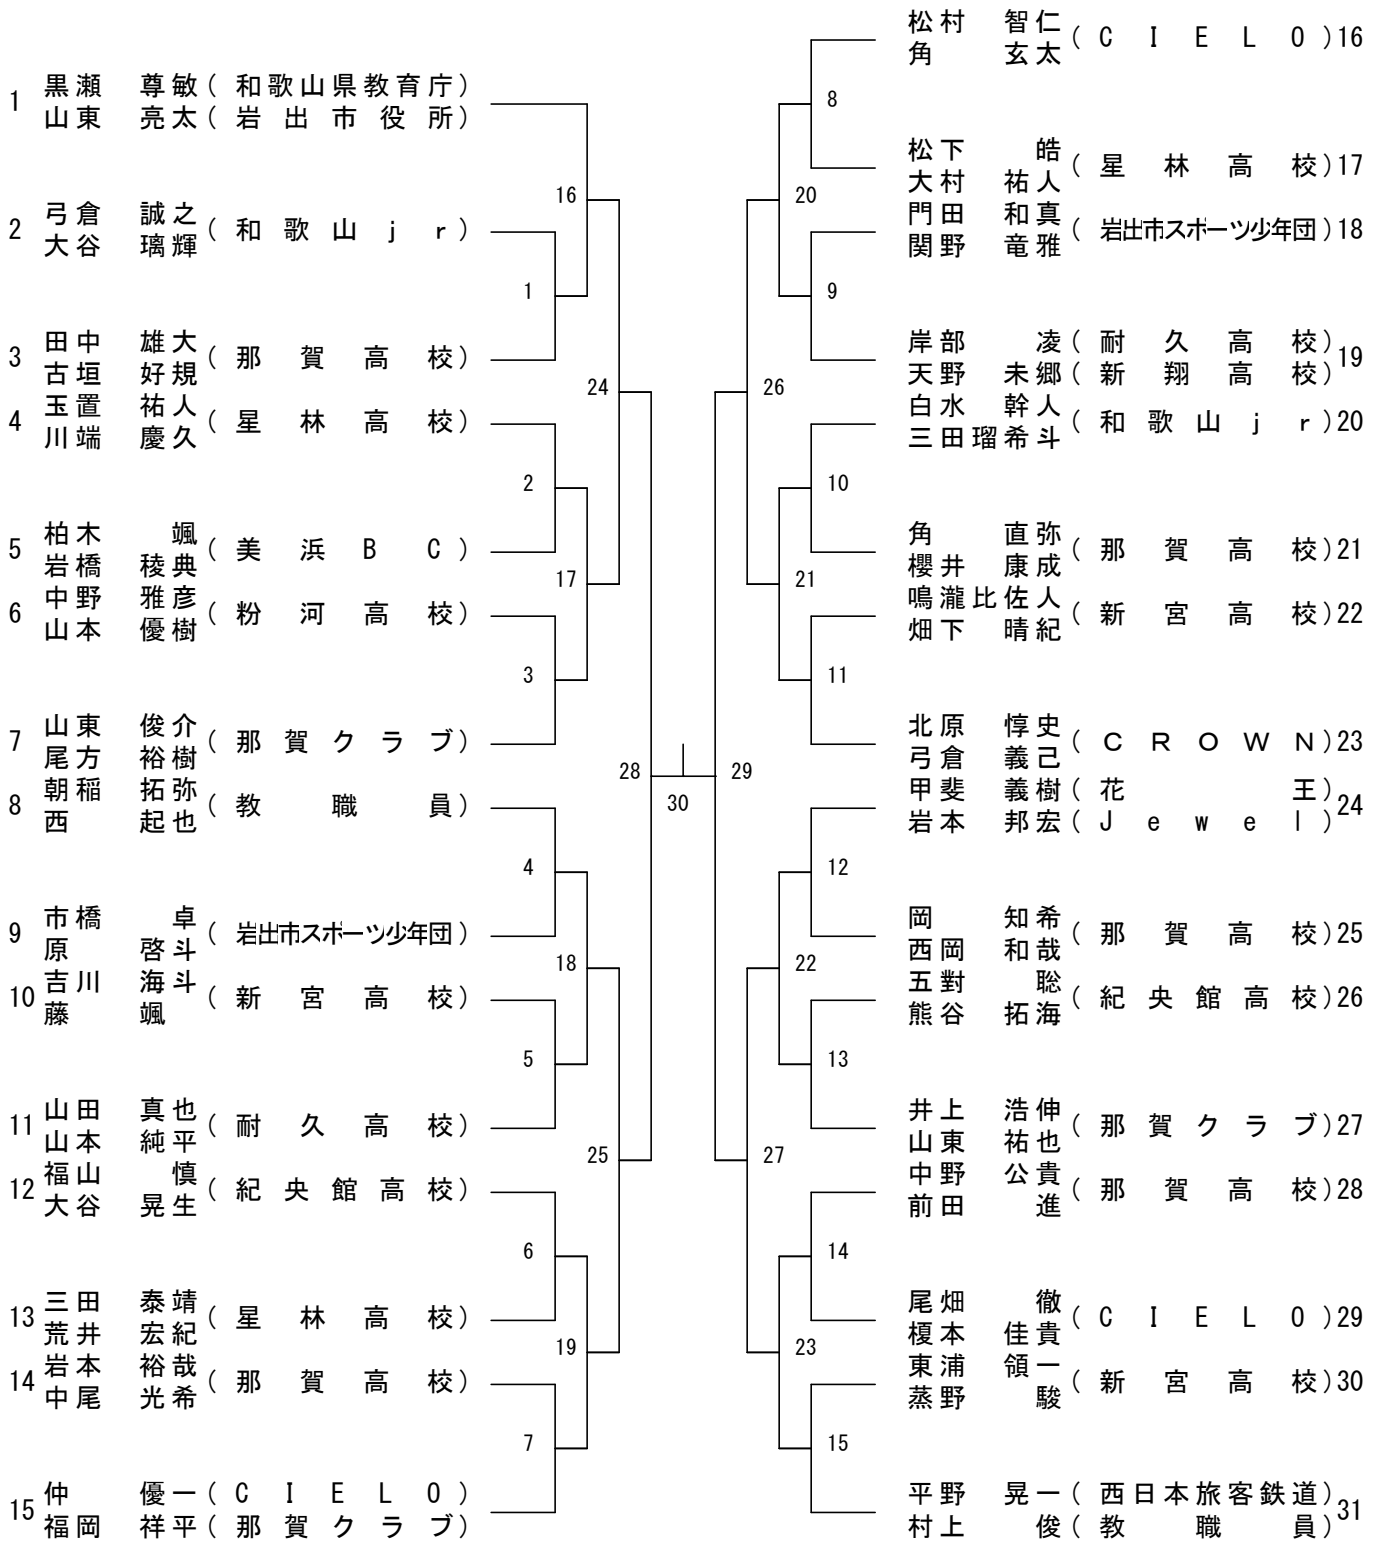 1 黒瀬 尊敏 (和歌山県教育庁)
山東 亮太 (岩出市役所)
2 弓倉 誠之 (和歌山jr)
大谷 璃輝
3 田中 雄大 (那賀高校)
古垣 好規
4 玉置 祐人 (星林高校)
川端 慶久
5 柏木 颯 (美浜BC)
岩橋 稜典
6 中野 雅彦 (粉河高校)
山本 優樹
7 山東 俊介 (那賀クラブ)
尾方 裕樹
8 朝稲 拓弥 (教職員)
西 起也
9 市橋 卓 (岩出市スポーツ少年団)
原 啓斗
10 吉川 海斗 (新宮高校)
藤 颯
11 山田 真也 (耐久高校)
山本 純平
12 福山 慎 (紀央館高校)
大谷 晃生
13 三田 泰靖 (星林高校)
荒井 宏紀
14 岩本 裕哉 (那賀高校)
中尾 光希
15 仲 優一 (CIELO)
福岡 祥平 (那賀クラブ)
16
1
24
2
17
3
28
4
18
5
25
6
19
7
30
8
20
9
26
10
21
11
29
12
22
13
27
14
23
15
松村 智仁 (CIELO) 16
角 玄太
松下 皓 (星林高校) 17
大村 祐人
門田 和真 (岩出市スポーツ少年団) 18
関野 竜雅
岸部 凌 (耐久高校) 19
天野 未郷 (新翔高校)
白水 幹人 (和歌山jr) 20
三田瑠希斗
角 直弥 (那賀高校) 21
櫻井 康成
鳴瀧比佐人 (新宮高校) 22
畑下 晴紀
北原 惇史 (CROWN) 23
弓倉 義己
甲斐 義樹 (花王) 24
岩本 邦宏 (Jewel)
岡 知希 (那賀高校) 25
西岡 和哉
五對 聡 (紀央館高校) 26
熊谷 拓海
井上 浩伸 (那賀クラブ) 27
山東 祐也
中野 公貴 (那賀高校) 28
前田 進
尾畑 徹 (CIELO) 29
榎本 佳貴
東浦 領一 (新宮高校) 30
蒸野 駿
平野 晃一 (西日本旅客鉄道) 31
村上 俊 (教職員)